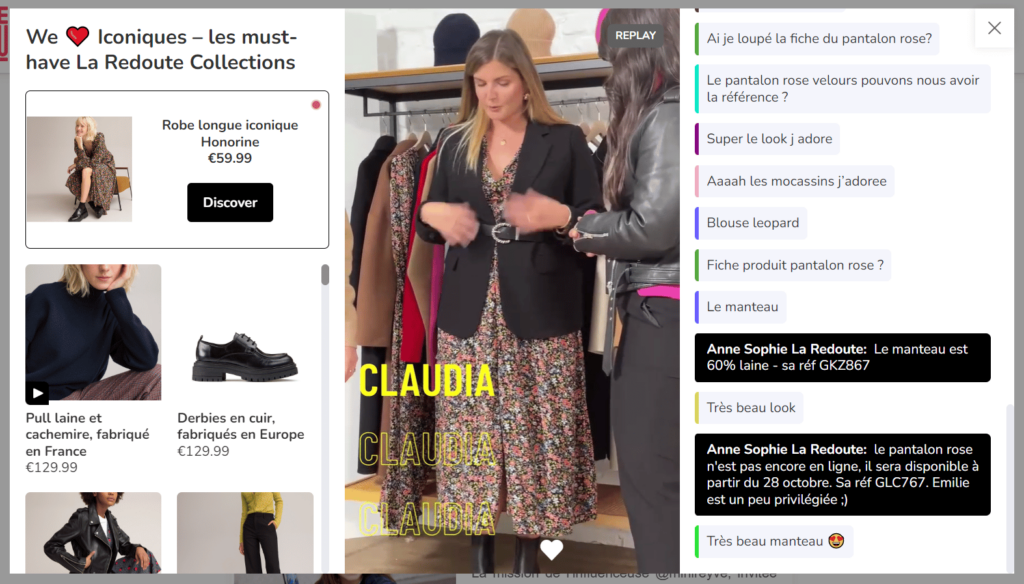 We ❤️ Iconiques – les must-
have La Redoute Collections
Robe longue iconique
Honorine
€59.99
Discover
Pull laine et
cachemire, fabriqué
en France
€129.99
Derbies en cuir,
fabriqués en Europe
€129.99
REPLAY
CLAUDIA
CLAUDIA
CLAUDIA
Ai je loupé la fiche du pantalon rose?
Le pantalon rose velours pouvons nous avoir
la référence ?
Super le look j adore
Aaaah les mocassins j’adoree
Blouse leopard
Fiche produit pantalon rose ?
Le manteau
Anne Sophie La Redoute: Le manteau est
60% laine - sa réf GKZ867
Très beau look
Anne Sophie La Redoute: le pantalon rose
n'est pas encore en ligne, il sera disponible à
partir du 28 octobre. Sa réf GLC767. Emilie
est un peu privilégiée ;)
Très beau manteau 😍
La mission de l'influenceuse @minireyve, invitée